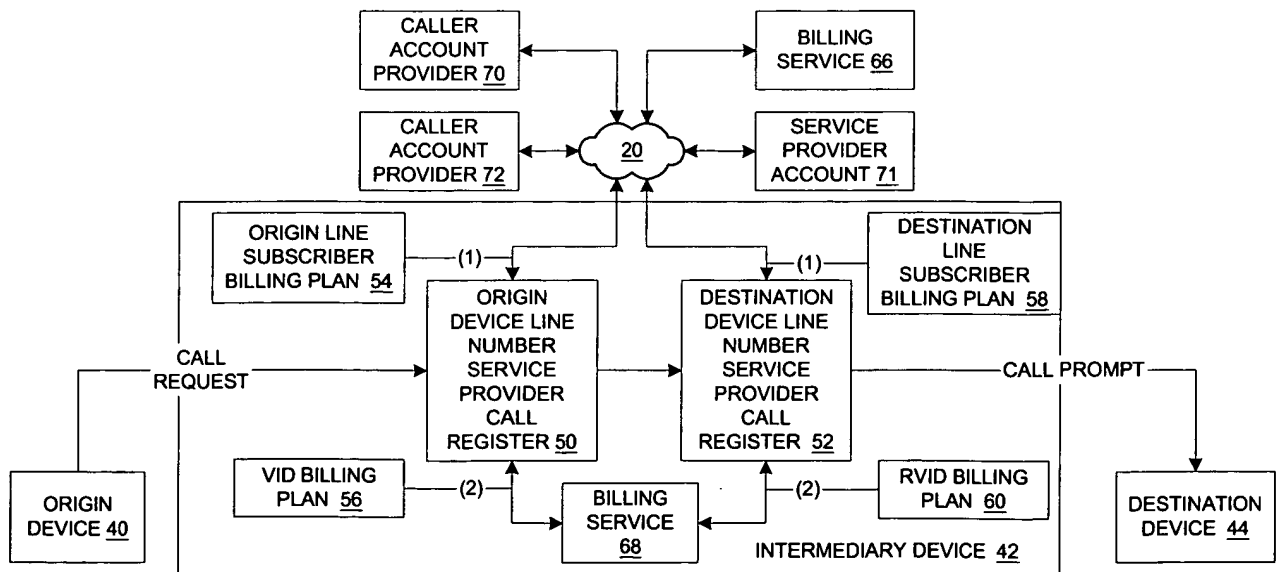 CALLER
ACCOUNT
PROVIDER 70
BILLING
SERVICE 66
CALLER
ACCOUNT
PROVIDER 72
20
SERVICE
PROVIDER
ACCOUNT 71
ORIGIN LINE
SUBSCRIBER
BILLING PLAN 54
(1)
(1)
DESTINATION
LINE
SUBSCRIBER
BILLING PLAN 58
ORIGIN
DEVICE LINE
NUMBER
SERVICE
PROVIDER
CALL
REGISTER 50
DESTINATION
DEVICE LINE
NUMBER
SERVICE
PROVIDER
CALL
REGISTER 52
CALL
REQUEST
CALL PROMPT
ORIGIN
DEVICE 40
VID BILLING
PLAN 56
(2)
BILLING
SERVICE
68
(2)
RVID BILLING
PLAN 60
INTERMEDIARY DEVICE 42
DESTINATION
DEVICE 44